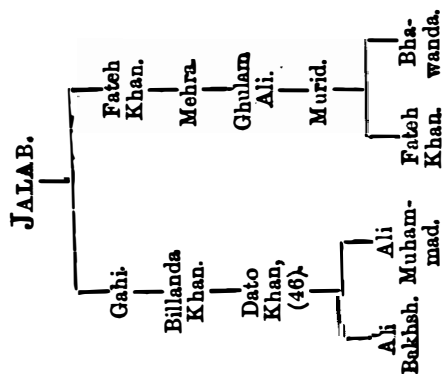 JALAB.
Gahi.
Fateh
Khan.
Billanda
Khan.
Mehra.
Dato
Khan,
(46).
Ghulam
Ali.
Murid.
Ali
Bakhsh.
Ali
Muham-
mad.
Fateh
Khan.
Bha-
wanda.